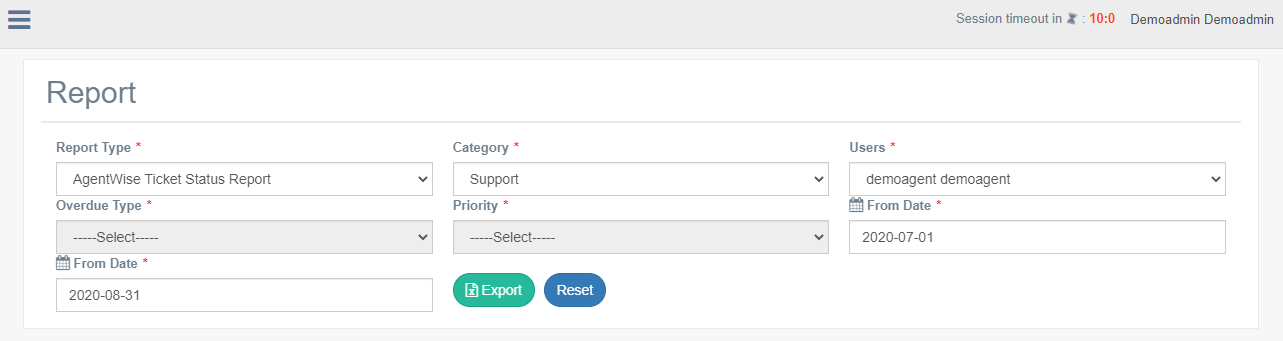 Session timeout in : 10:0 Demoadmin Demoadmin
Report
Report Type * Category * Users *
AgentWise Ticket Status Report Support demoagent demoagent
Overdue Type * Priority * From Date *
-----Select----- -----Select----- 2020-07-01
From Date *
2020-08-31 Export Reset